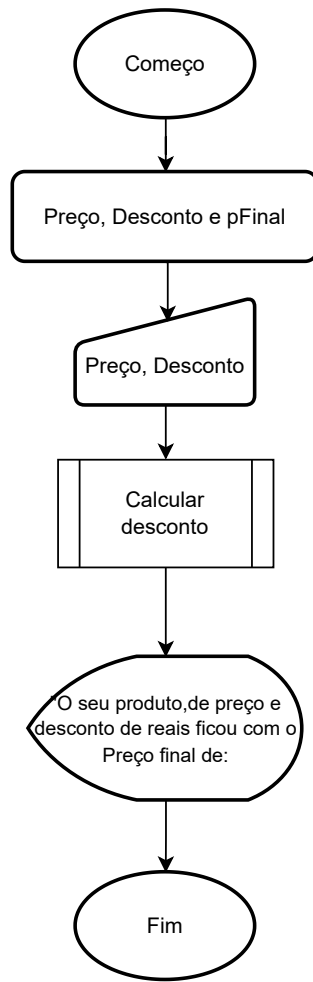 Começo
Preço, Desconto e pFinal
Preço, Desconto
Calcular
desconto
"O seu produto,de preço e
desconto de reais ficou com o
Preço final de:
Fim